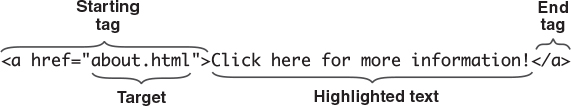 Starting tag
End tag
<a href="about.html">Click here for more information!</a>
Target
Highlighted text